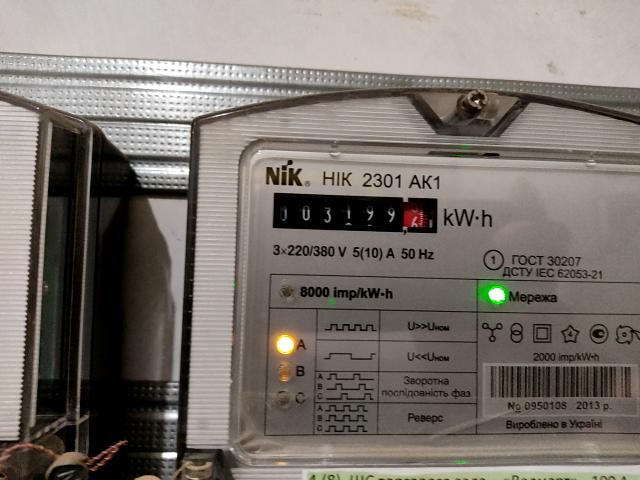 NiK® НІК 2301 АК1
003199 kW·h
3×220/380 V 5(10) A 50 Hz
1 ГОСТ 30207
ДСТУ IEC 62053-21
8000 imp/kW·h
Мережа
A U>>Uном
B U<<Uном
C
A B C Зворотна послідовність фаз
A B C Реверс
2000 imp/kW·h
№ 0950108 2013 р.
Вироблено в Україні